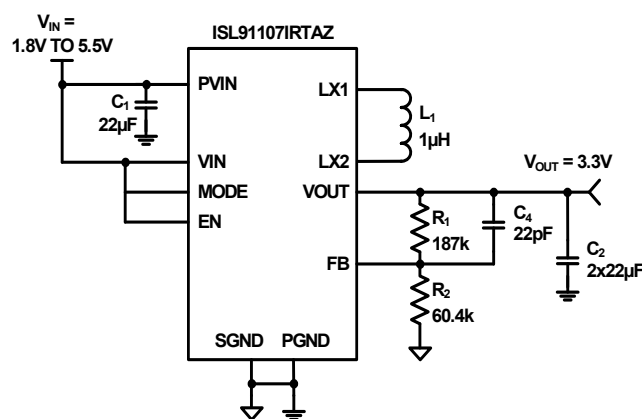 V_IN =
1.8V TO 5.5V
ISL91107IRTAZ
PVIN
LX1
C1
22µF
L1
1µH
VIN
LX2
VOUT = 3.3V
MODE
VOUT
EN
R1
187k
C4
22pF
C2
2x22µF
FB
R2
60.4k
SGND
PGND